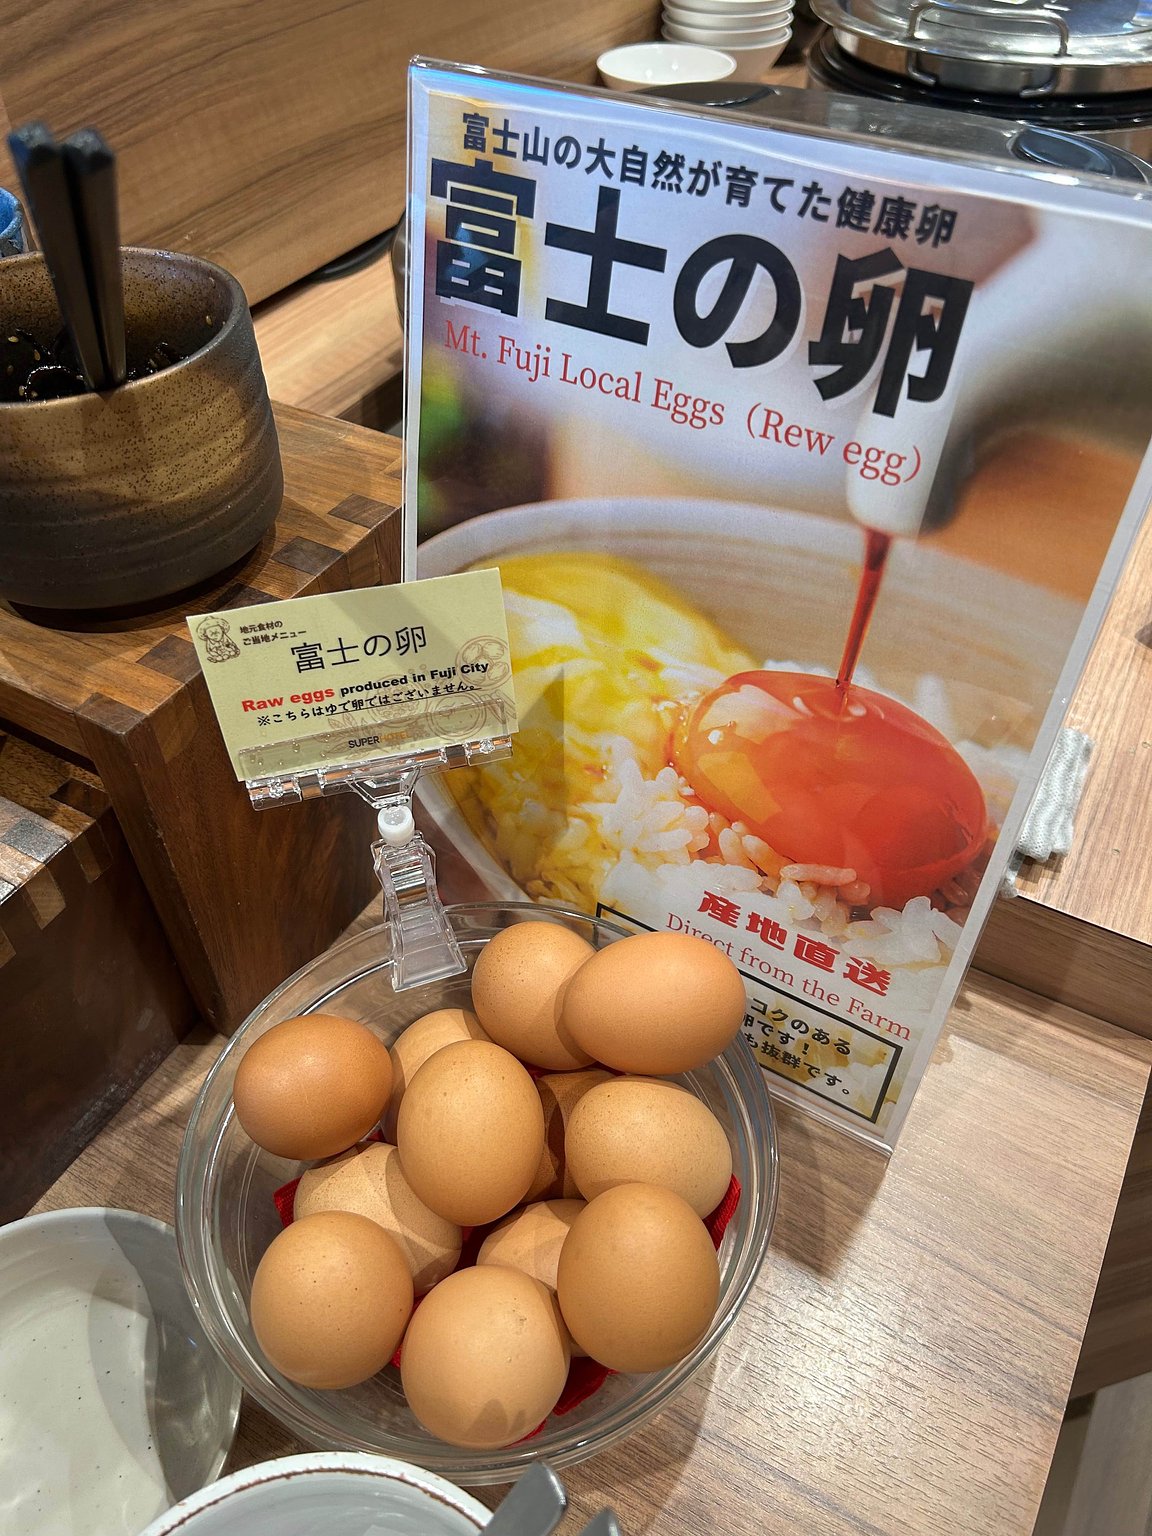 富士山の大自然が育てた健康卵
富士の卵
Mt. Fuji Local Eggs（Rew egg）
産地直送
Direct from the Farm
コクのある
卵です！
も抜群です。
地元食材の
ご当地メニュー
富士の卵
Raw eggs produced in Fuji City
※こちらはゆで卵ではございません。
SUPER HOTEL